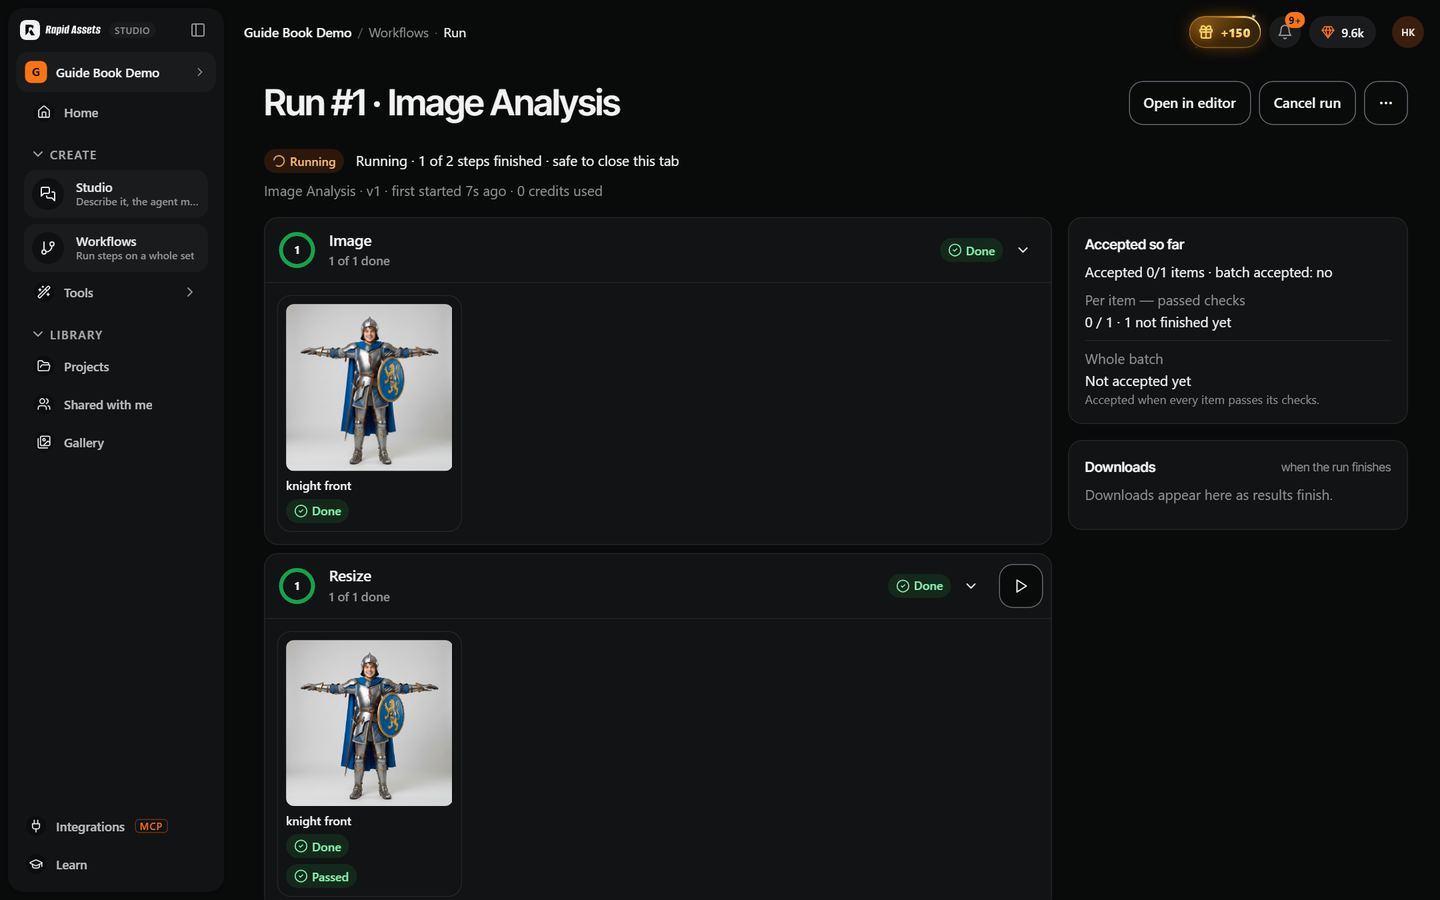 Rapid Assets STUDIO
Guide Book Demo / Workflows · Run
+150
9+
9.6k
HK
G Guide Book Demo
Home
CREATE
Studio
Describe it, the agent m...
Workflows
Run steps on a whole set
Tools
LIBRARY
Projects
Shared with me
Gallery
Integrations MCP
Learn
Run #1 · Image Analysis
Open in editor
Cancel run
Running
Running · 1 of 2 steps finished · safe to close this tab
Image Analysis · v1 · first started 7s ago · 0 credits used
1
Image
1 of 1 done
Done
knight front
Done
1
Resize
1 of 1 done
Done
knight front
Done
Passed
Accepted so far
Accepted 0/1 items · batch accepted: no
Per item — passed checks
0 / 1 · 1 not finished yet
Whole batch
Not accepted yet
Accepted when every item passes its checks.
Downloads
when the run finishes
Downloads appear here as results finish.